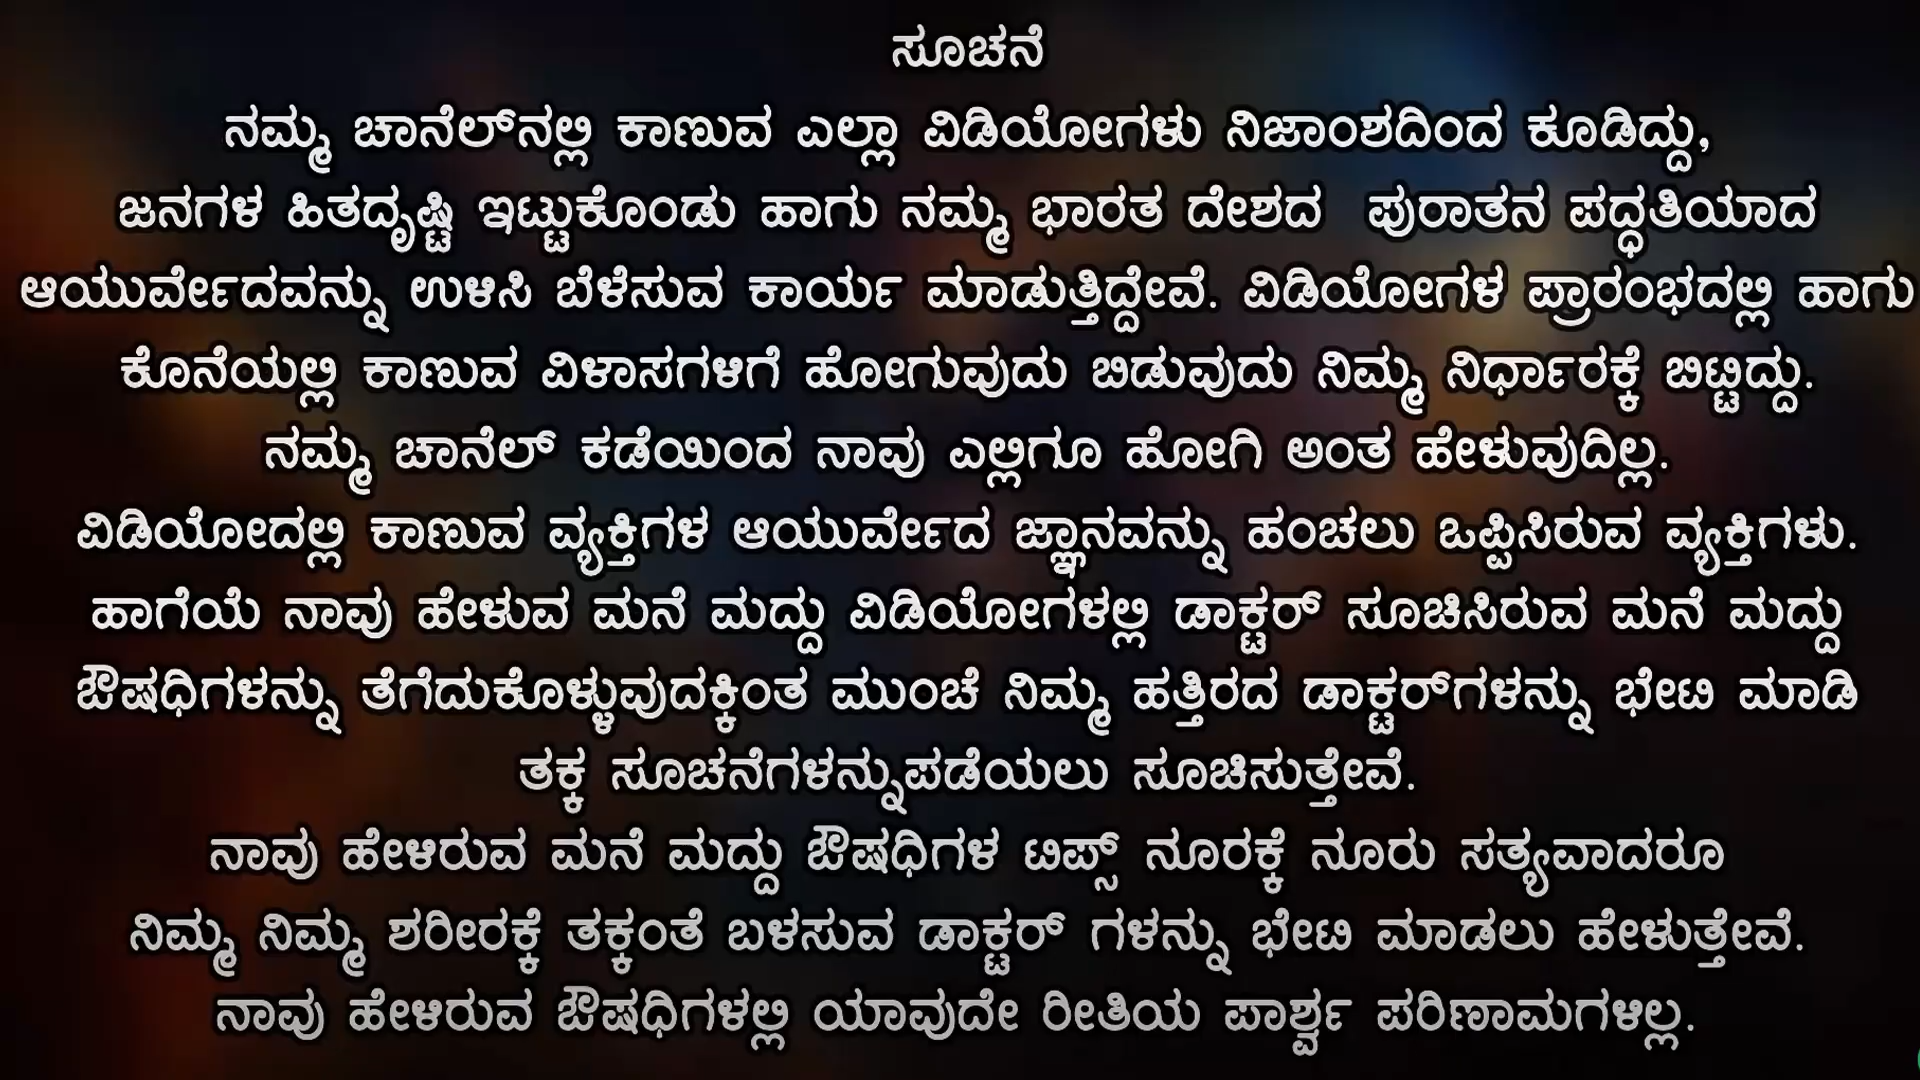 ಸೂಚನೆ
ನಮ್ಮ ಚಾನೆಲ್‌ನಲ್ಲಿ ಕಾಣುವ ಎಲ್ಲಾ ವಿಡಿಯೋಗಳು ನಿಜಾಂಶದಿಂದ ಕೂಡಿದ್ದು,
ಜನಗಳ ಹಿತದೃಷ್ಟಿ ಇಟ್ಟುಕೊಂಡು ಹಾಗು ನಮ್ಮ ಭಾರತ ದೇಶದ ಪುರಾತನ ಪದ್ಧತಿಯಾದ
ಆಯುರ್ವೇದವನ್ನು ಉಳಿಸಿ ಬೆಳೆಸುವ ಕಾರ್ಯ ಮಾಡುತ್ತಿದ್ದೇವೆ. ವಿಡಿಯೋಗಳ ಪ್ರಾರಂಭದಲ್ಲಿ ಹಾಗು
ಕೊನೆಯಲ್ಲಿ ಕಾಣುವ ವಿಳಾಸಗಳಿಗೆ ಹೋಗುವುದು ಬಿಡುವುದು ನಿಮ್ಮ ನಿರ್ಧಾರಕ್ಕೆ ಬಿಟ್ಟಿದ್ದು.
ನಮ್ಮ ಚಾನೆಲ್ ಕಡೆಯಿಂದ ನಾವು ಎಲ್ಲಿಗೂ ಹೋಗಿ ಅಂತ ಹೇಳುವುದಿಲ್ಲ.
ವಿಡಿಯೋದಲ್ಲಿ ಕಾಣುವ ವ್ಯಕ್ತಿಗಳ ಆಯುರ್ವೇದ ಜ್ಞಾನವನ್ನು ಹಂಚಲು ಒಪ್ಪಿಸಿರುವ ವ್ಯಕ್ತಿಗಳು.
ಹಾಗೆಯೆ ನಾವು ಹೇಳುವ ಮನೆ ಮದ್ದು ವಿಡಿಯೋಗಳಲ್ಲಿ ಡಾಕ್ಟರ್ ಸೂಚಿಸಿರುವ ಮನೆ ಮದ್ದು
ಔಷಧಿಗಳನ್ನು ತೆಗೆದುಕೊಳ್ಳುವುದಕ್ಕಿಂತ ಮುಂಚೆ ನಿಮ್ಮ ಹತ್ತಿರದ ಡಾಕ್ಟರ್‌ಗಳನ್ನು ಭೇಟಿ ಮಾಡಿ
ತಕ್ಕ ಸೂಚನೆಗಳನ್ನುಪಡೆಯಲು ಸೂಚಿಸುತ್ತೇವೆ.
ನಾವು ಹೇಳಿರುವ ಮನೆ ಮದ್ದು ಔಷಧಿಗಳ ಟಿಪ್ಸ್ ನೂರಕ್ಕೆ ನೂರು ಸತ್ಯವಾದರೂ
ನಿಮ್ಮ ನಿಮ್ಮ ಶರೀರಕ್ಕೆ ತಕ್ಕಂತೆ ಬಳಸುವ ಡಾಕ್ಟರ್ ಗಳನ್ನು ಭೇಟಿ ಮಾಡಲು ಹೇಳುತ್ತೇವೆ.
ನಾವು ಹೇಳಿರುವ ಔಷಧಿಗಳಲ್ಲಿ ಯಾವುದೇ ರೀತಿಯ ಪಾರ್ಶ್ವ ಪರಿಣಾಮಗಳಿಲ್ಲ.